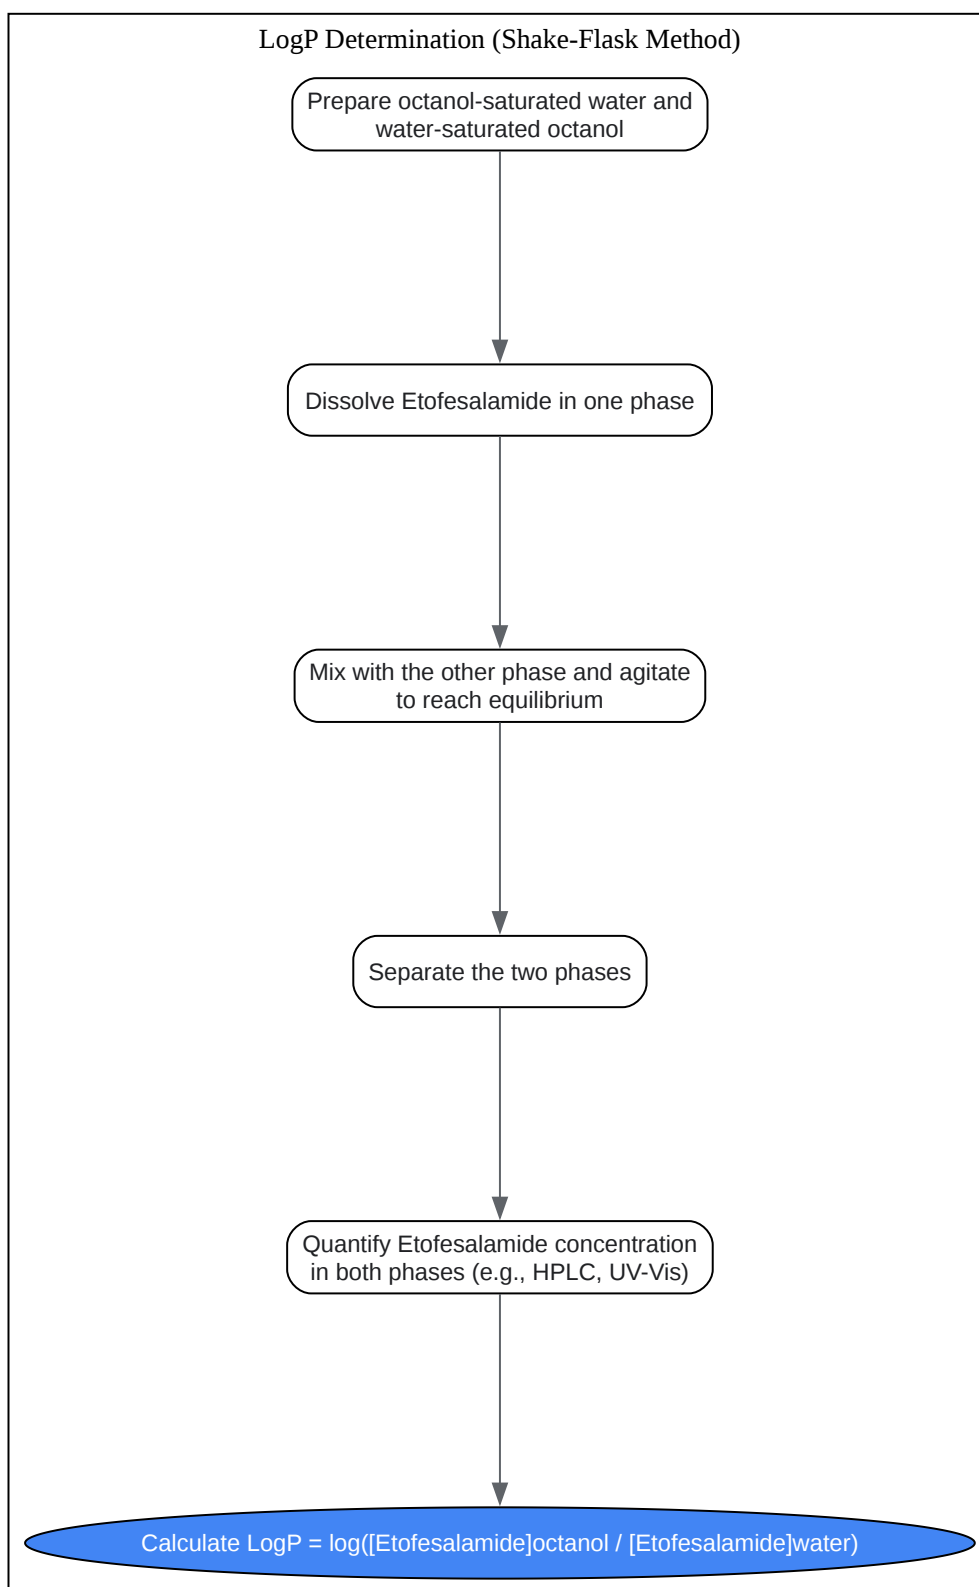 LogP Determination (Shake-Flask Method)
Prepare octanol-saturated water and
water-saturated octanol
Dissolve Etofesalamide in one phase
Mix with the other phase and agitate
to reach equilibrium
Separate the two phases
Quantify Etofesalamide concentration
in both phases (e.g., HPLC, UV-Vis)
Calculate LogP = log([Etofesalamide]octanol / [Etofesalamide]water)